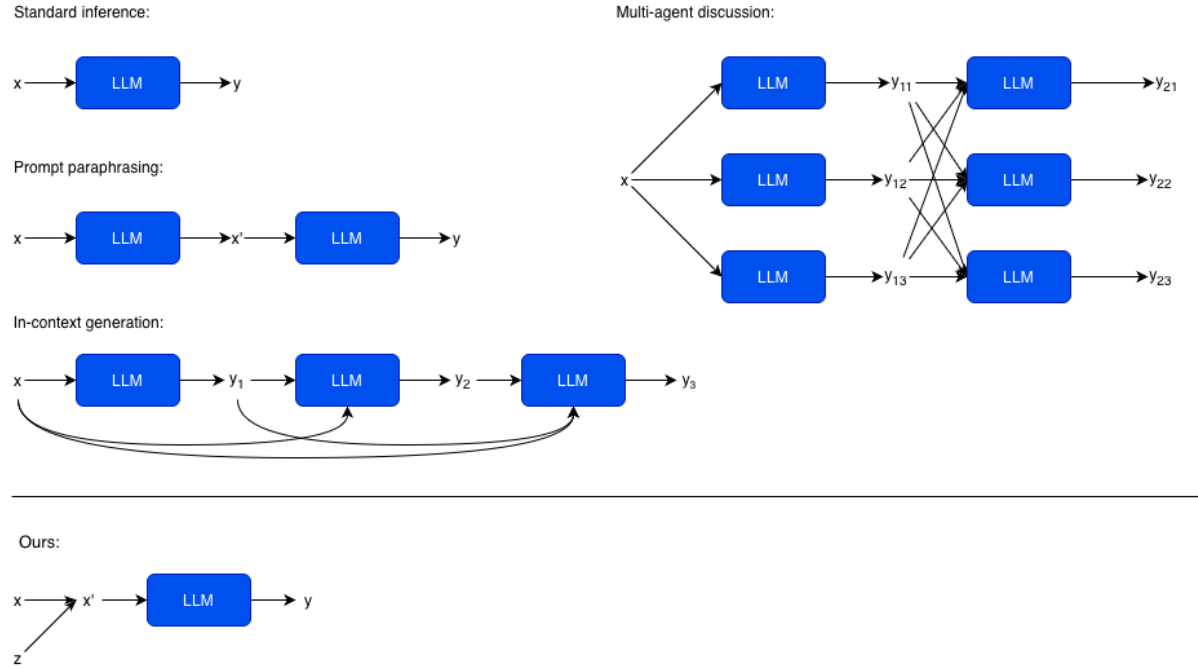 Standard inference:
x LLM y
Prompt paraphrasing:
x LLM x' LLM y
In-context generation:
x LLM y₁ LLM y₂ LLM y₃
Multi-agent discussion:
LLM y₁₁ LLM y₂₁
x LLM y₁₂ LLM y₂₂
LLM y₁₃ LLM y₂₃
Ours:
x x' LLM y
z